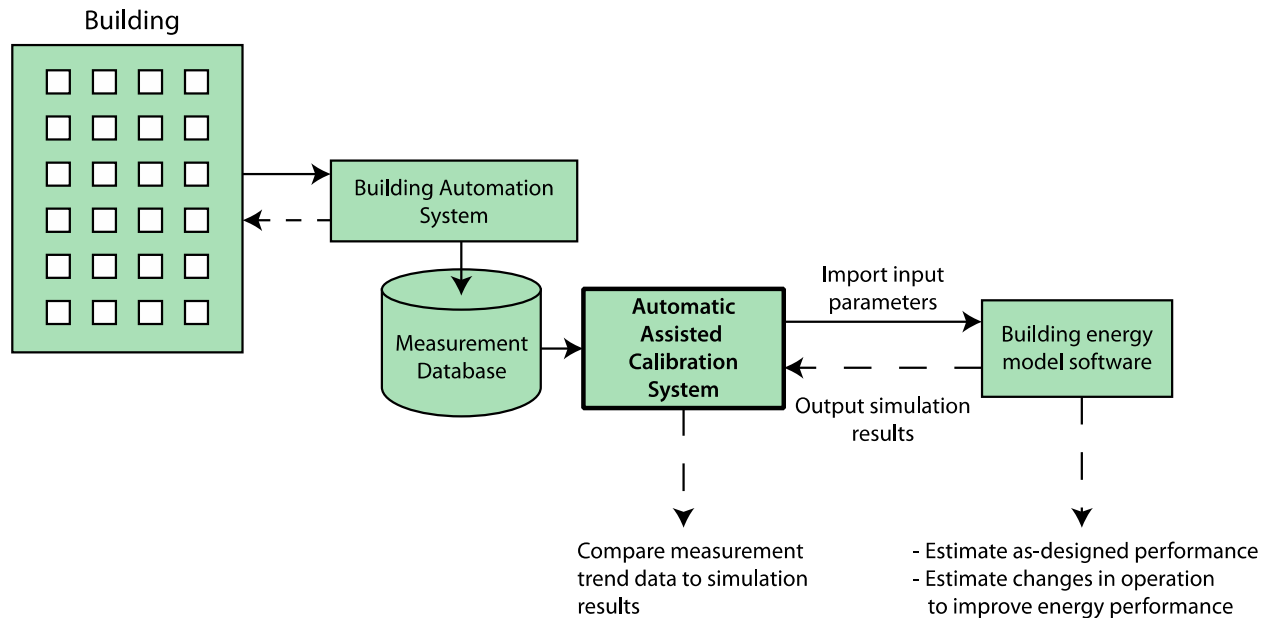 Building
Building Automation
System
Measurement
Database
Automatic
Assisted
Calibration
System
Import input
parameters
Output simulation
results
Building energy
model software
Compare measurement
trend data to simulation
results
- Estimate as-designed performance
- Estimate changes in operation
to improve energy performance